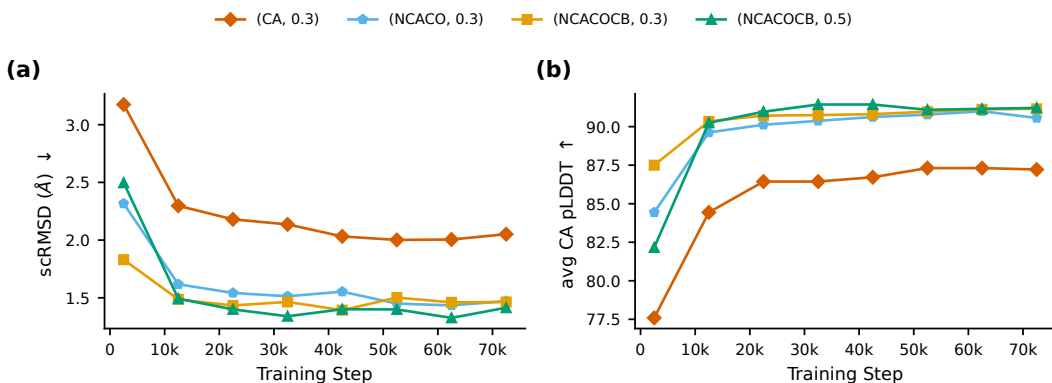 (CA, 0.3) (NCACO, 0.3) (NCACOCB, 0.3) (NCACOCB, 0.5)
(a)
scRMSD (Å) ↓
3.0
2.5
2.0
1.5
0 10k 20k 30k 40k 50k 60k 70k
Training Step
(b)
avg CA pLDDT ↑
90.0
87.5
85.0
82.5
80.0
77.5
0 10k 20k 30k 40k 50k 60k 70k
Training Step